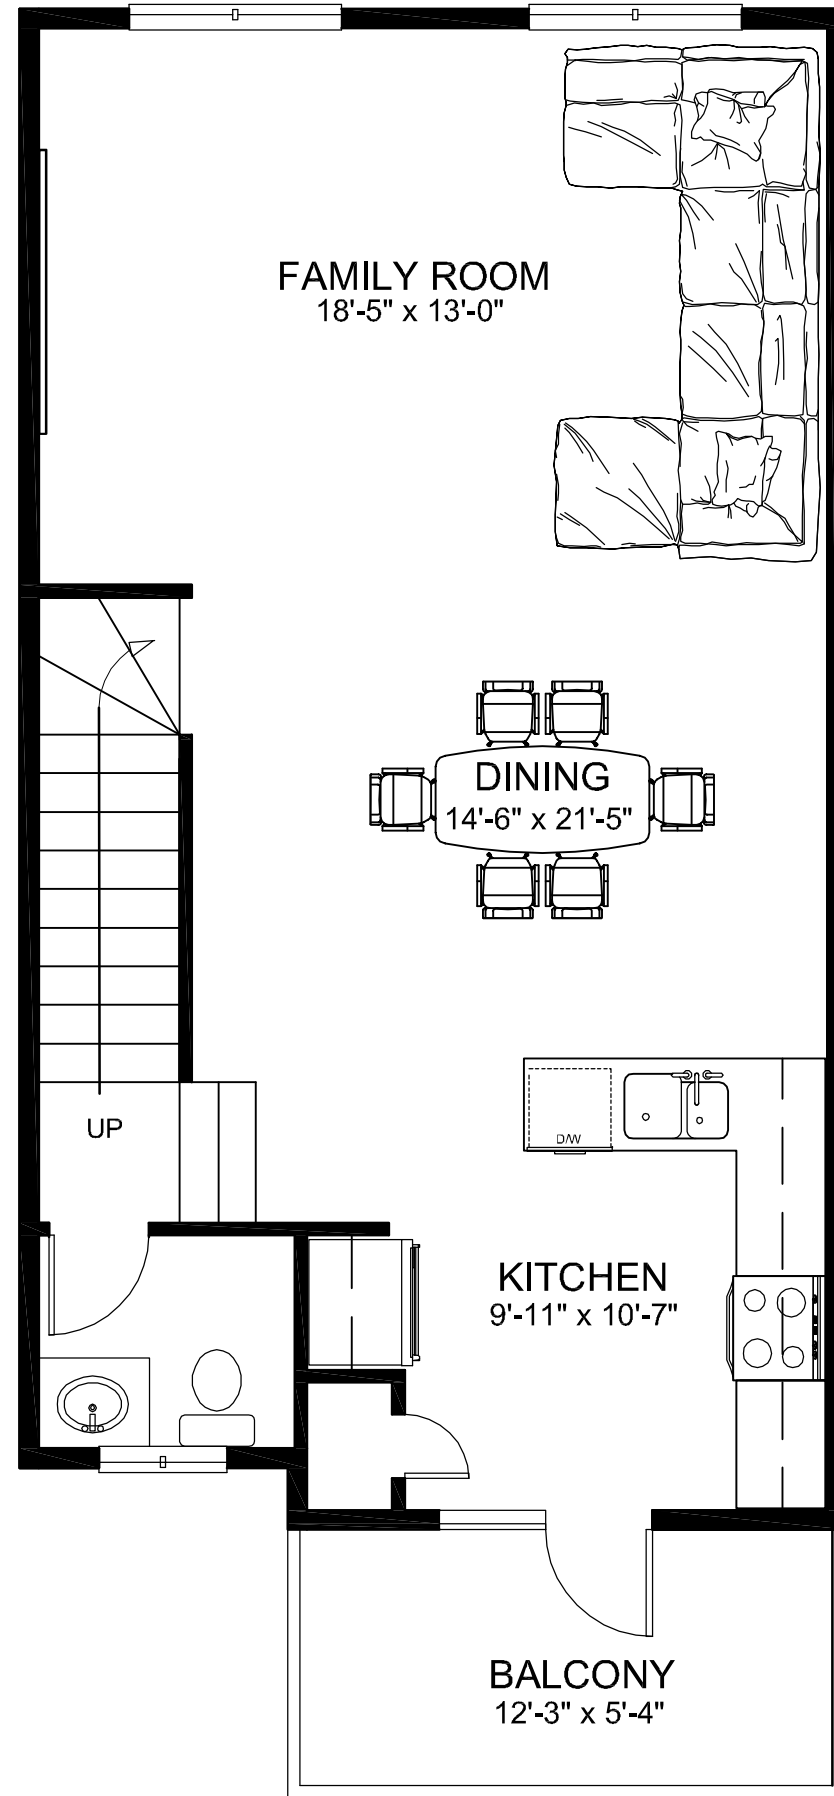 FAMILY ROOM
18'-5" x 13'-0"
DINING
14'-6" x 21'-5"
UP
D/W
KITCHEN
9'-11" x 10'-7"
BALCONY
12'-3" x 5'-4"